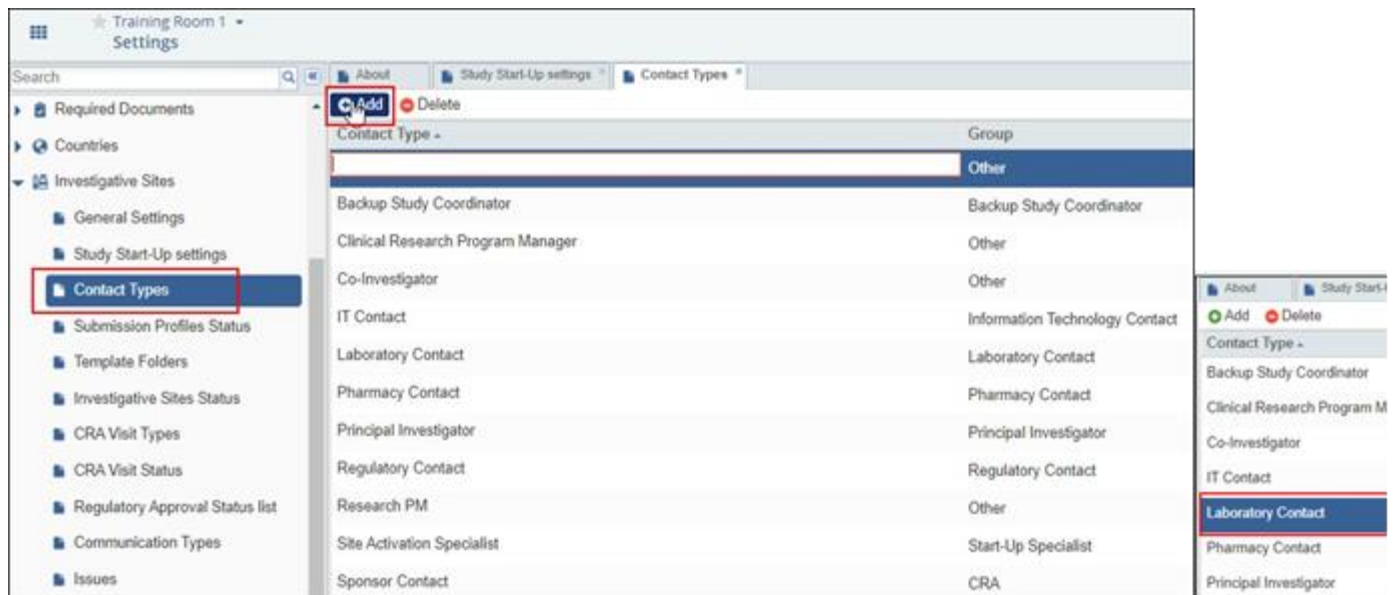 Training Room 1
Settings
Search
Required Documents
Countries
Investigative Sites
General Settings
Study Start-Up settings
Contact Types
Submission Profiles Status
Template Folders
Investigative Sites Status
CRA Visit Types
CRA Visit Status
Regulatory Approval Status list
Communication Types
Issues
About Study Start-Up settings Contact Types
Add Delete
Contact Type Group
Other
Backup Study Coordinator Backup Study Coordinator
Clinical Research Program Manager Other
Co-Investigator Other
IT Contact Information Technology Contact
Laboratory Contact Laboratory Contact
Pharmacy Contact Pharmacy Contact
Principal Investigator Principal Investigator
Regulatory Contact Regulatory Contact
Research PM Other
Site Activation Specialist Start-Up Specialist
Sponsor Contact CRA
About Study Start-
Add Delete
Contact Type
Backup Study Coordinator
Clinical Research Program M
Co-Investigator
IT Contact
Laboratory Contact
Pharmacy Contact
Principal Investigator